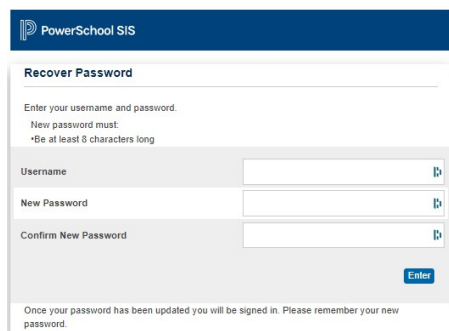 PowerSchool SIS
Recover Password
Enter your username and password.
New password must:
•Be at least 8 characters long
Username
New Password
Confirm New Password
Enter
Once your password has been updated you will be signed in. Please remember your new
password.